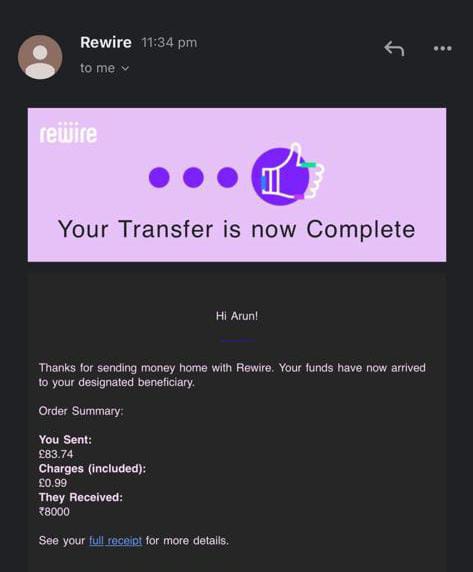 Rewire 11:34 pm
to me
rewire
Your Transfer is now Complete
Hi Arun!
Thanks for sending money home with Rewire. Your funds have now arrived
to your designated beneficiary.
Order Summary:
You Sent:
£83.74
Charges (included):
£0.99
They Received:
₹8000
See your full receipt for more details.